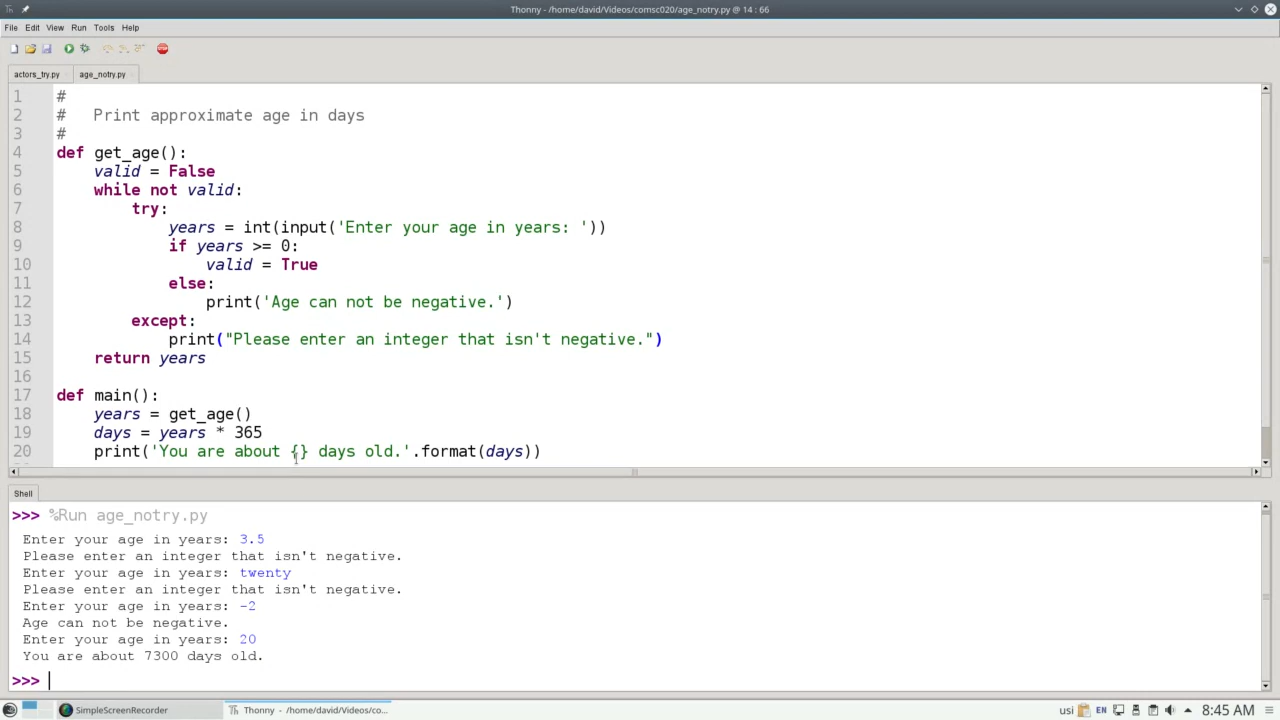 Thonny - /home/david/Videos/comsc020/age_notry.py @ 14 : 66
File Edit View Run Tools Help
actors_try.py age_notry.py
1 #
2 #   Print approximate age in days
3 #
4 def get_age():
5     valid = False
6     while not valid:
7         try:
8             years = int(input('Enter your age in years: '))
9             if years >= 0:
10                 valid = True
11             else:
12                 print('Age can not be negative.')
13         except:
14             print("Please enter an integer that isn't negative.")
15     return years
16
17 def main():
18     years = get_age()
19     days = years * 365
20     print('You are about {} days old.'.format(days))
Shell
>>> %Run age_notry.py
Enter your age in years: 3.5
Please enter an integer that isn't negative.
Enter your age in years: twenty
Please enter an integer that isn't negative.
Enter your age in years: -2
Age can not be negative.
Enter your age in years: 20
You are about 7300 days old.
>>>
SimpleScreenRecorder Thonny - /home/david/Videos/co... usi EN 8:45 AM